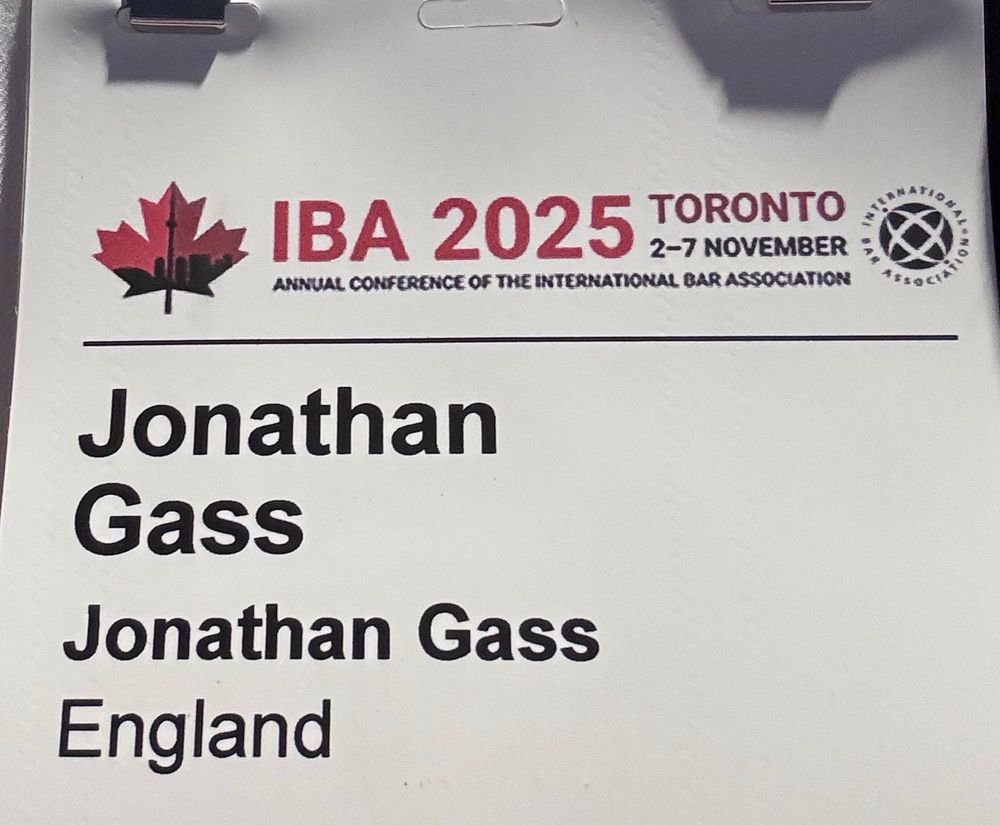 IBA 2025
TORONTO
2–7 NOVEMBER
ANNUAL CONFERENCE OF THE INTERNATIONAL BAR ASSOCIATION
INTERNATIONAL BAR ASSOCIATION
Jonathan
Gass
Jonathan Gass
England